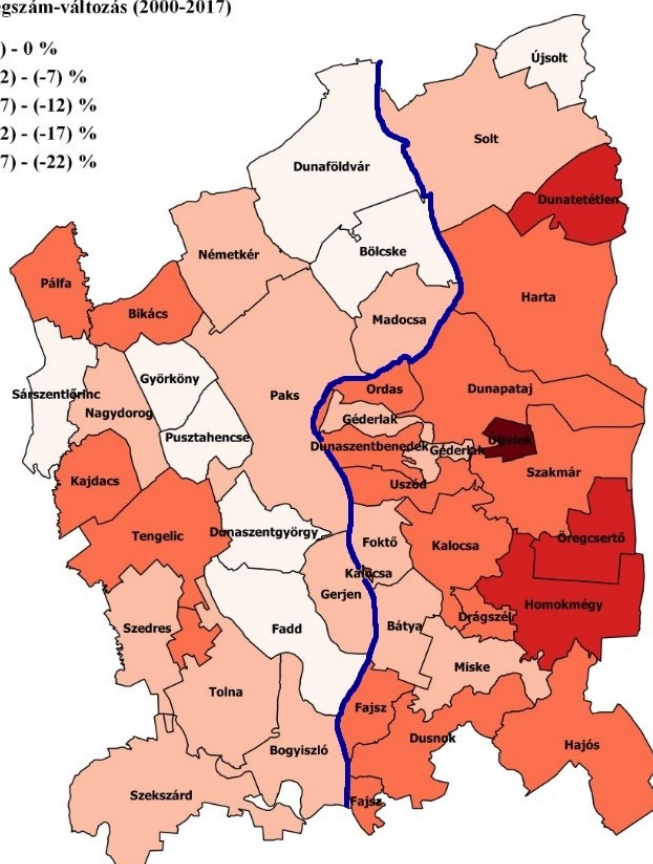 egszám-változás (2000-2017)
) - 0 %
2) - (-7) %
7) - (-12) %
2) - (-17) %
7) - (-22) %
Újsolt
Solt
Dunaföldvár
Dunatetétlen
Bölcske
Németkér
Pálfa
Harta
Bikács
Madocsa
Györköny
Ordas
Dunapataj
Sárszentlőrinc
Paks
Nagydorog
Géderlak
Pusztahencse
Újtelek
Dunaszentbenedek
Géderlak
Szakmár
Kajdacs
Uszód
Dunaszentgyörgy
Tengelic
Foktő
Kalocsa
Öregcsertő
Kalocsa
Gerjen
Homokmégy
Drágszél
Szedres
Fadd
Bátya
Miske
Tolna
Fajsz
Dusnok
Hajós
Bogyiszló
Szekszárd
Fajsz